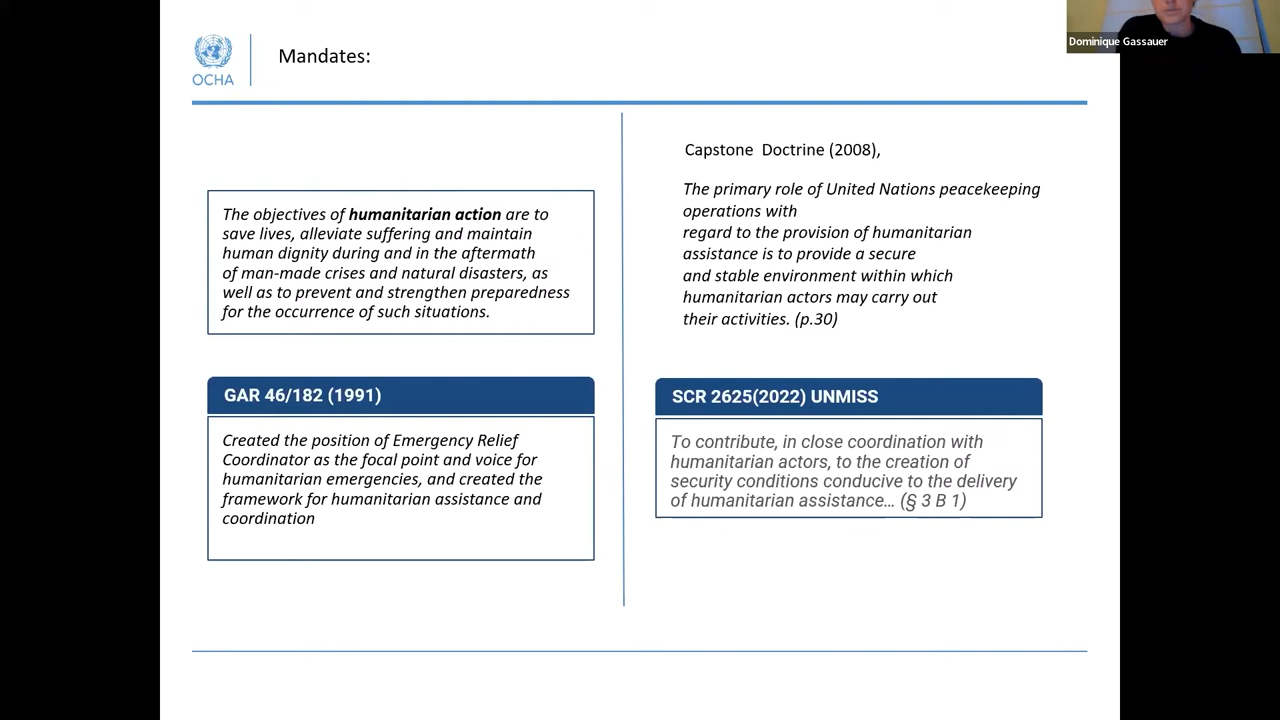 OCHA
Mandates:
Dominique Gassauer
The objectives of humanitarian action are to
save lives, alleviate suffering and maintain
human dignity during and in the aftermath
of man-made crises and natural disasters, as
well as to prevent and strengthen preparedness
for the occurrence of such situations.
GAR 46/182 (1991)
Created the position of Emergency Relief
Coordinator as the focal point and voice for
humanitarian emergencies, and created the
framework for humanitarian assistance and
coordination
Capstone  Doctrine (2008),
The primary role of United Nations peacekeeping
operations with
regard to the provision of humanitarian
assistance is to provide a secure
and stable environment within which
humanitarian actors may carry out
their activities. (p.30)
SCR 2625(2022) UNMISS
To contribute, in close coordination with
humanitarian actors, to the creation of
security conditions conducive to the delivery
of humanitarian assistance… (§ 3 B 1)